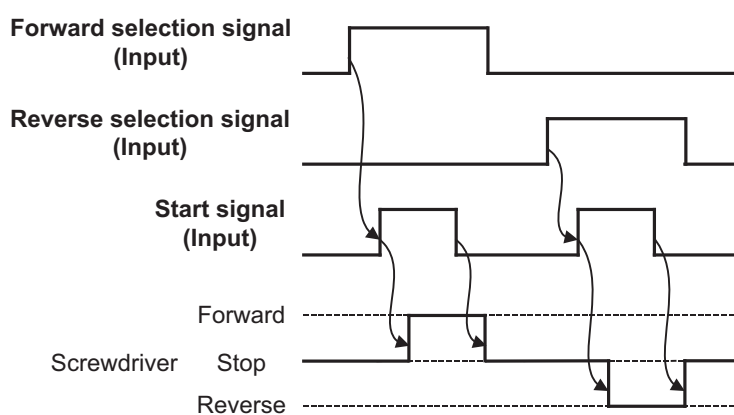 Forward selection signal
(Input)
Reverse selection signal
(Input)
Start signal
(Input)
Forward
Screwdriver Stop
Reverse